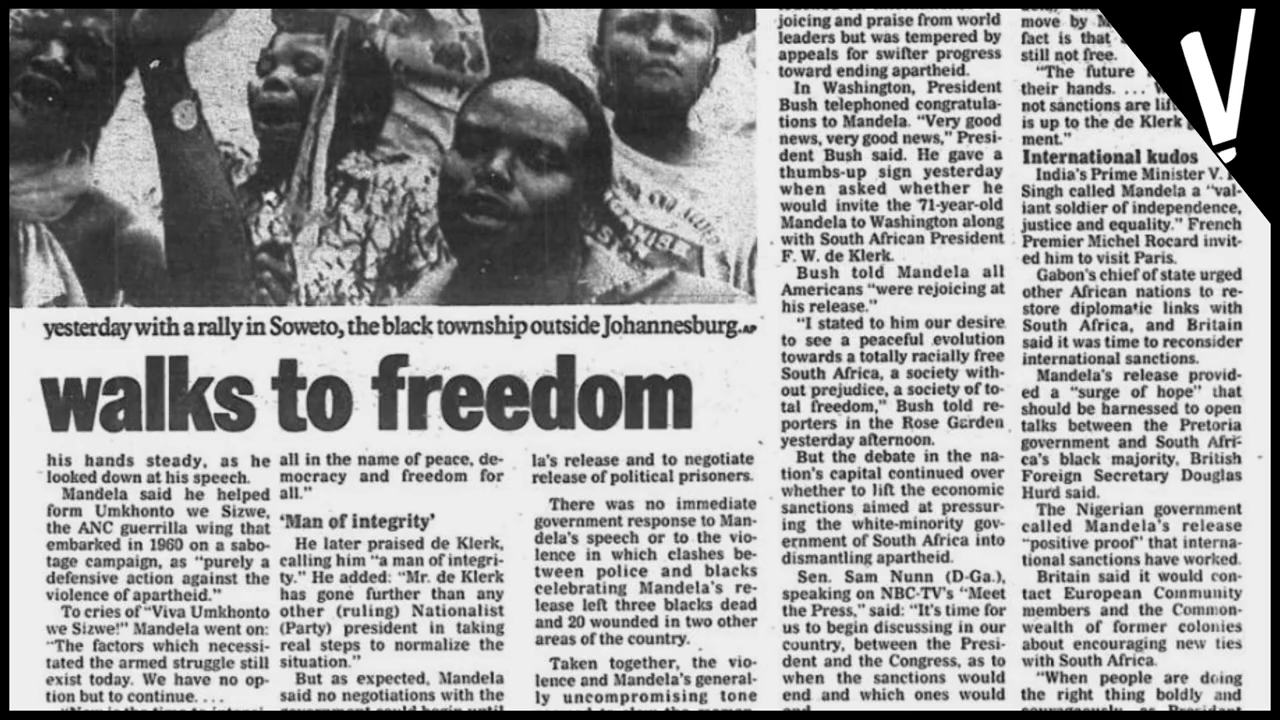 yesterday with a rally in Soweto, the black township outside Johannesburg. AP
walks to freedom
his hands steady, as he
looked down at his speech.
Mandela said he helped
form Umkhonto we Sizwe,
the ANC guerrilla wing that
embarked in 1960 on a sabo-
tage campaign, as "purely a
defensive action against the
violence of apartheid."
To cries of "Viva Umkhonto
we Sizwe!" Mandela went on:
"The factors which necessi-
tated the armed struggle still
exist today. We have no op-
tion but to continue. . . .
all in the name of peace, de-
mocracy and freedom for
all."
'Man of integrity'
He later praised de Klerk,
calling him "a man of integri-
ty." He added: "Mr. de Klerk
has gone further than any
other (ruling) Nationalist
(Party) president in taking
real steps to normalize the
situation."
But as expected, Mandela
said no negotiations with the
government could begin until
la's release and to negotiate
release of political prisoners.
There was no immediate
government response to Man-
dela's speech or to the vio-
lence in which clashes be-
tween police and blacks
celebrating Mandela's re-
lease left three blacks dead
and 20 wounded in two other
areas of the country.
Taken together, the vio-
lence and Mandela's general-
ly uncompromising tone
joicing and praise from world
leaders but was tempered by
appeals for swifter progress
toward ending apartheid.
In Washington, President
Bush telephoned congratula-
tions to Mandela. "Very good
news, very good news," Presi-
dent Bush said. He gave a
thumbs-up sign yesterday
when asked whether he
would invite the 71-year-old
Mandela to Washington along
with South African President
F. W. de Klerk.
Bush told Mandela all
Americans "were rejoicing at
his release."
"I stated to him our desire
to see a peaceful evolution
towards a totally racially free
South Africa, a society with-
out prejudice, a society of to-
tal freedom," Bush told re-
porters in the Rose Garden
yesterday afternoon.
But the debate in the na-
tion's capital continued over
whether to lift the economic
sanctions aimed at pressur-
ing the white-minority gov-
ernment of South Africa into
dismantling apartheid.
Sen. Sam Nunn (D-Ga.),
speaking on NBC-TV's "Meet
the Press," said: "It's time for
us to begin discussing in our
country, between the Presi-
dent and the Congress, as to
when the sanctions would
end and which ones would
move by
fact is that
still not free.
"The future
their hands. . . .
not sanctions are
is up to the de Klerk
ment."
International kudos
India's Prime Minister V.
Singh called Mandela a "val-
iant soldier of independence,
justice and equality." French
Premier Michel Rocard invit-
ed him to visit Paris.
Gabon's chief of state urged
other African nations to re-
store diplomatic links with
South Africa, and Britain
said it was time to reconsider
international sanctions.
Mandela's release provid-
ed a "surge of hope" that
should be harnessed to open
talks between the Pretoria
government and South Afri-
ca's black majority, British
Foreign Secretary Douglas
Hurd said.
The Nigerian government
called Mandela's release
"positive proof" that interna-
tional sanctions have worked.
Britain said it would con-
tact European Community
members and the Common-
wealth of former colonies
about encouraging new ties
with South Africa.
"When people are doing
the right thing boldly and